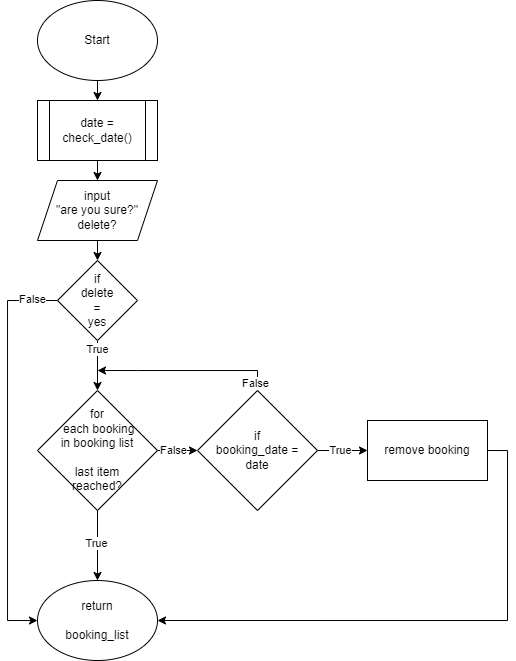 Start
date =
check_date()
input
"are you sure?"
delete?
if
delete
=
yes
False
True
for
each booking
in booking list
last item
reached?
False
if
booking_date =
date
False
True
remove booking
True
return
booking_list